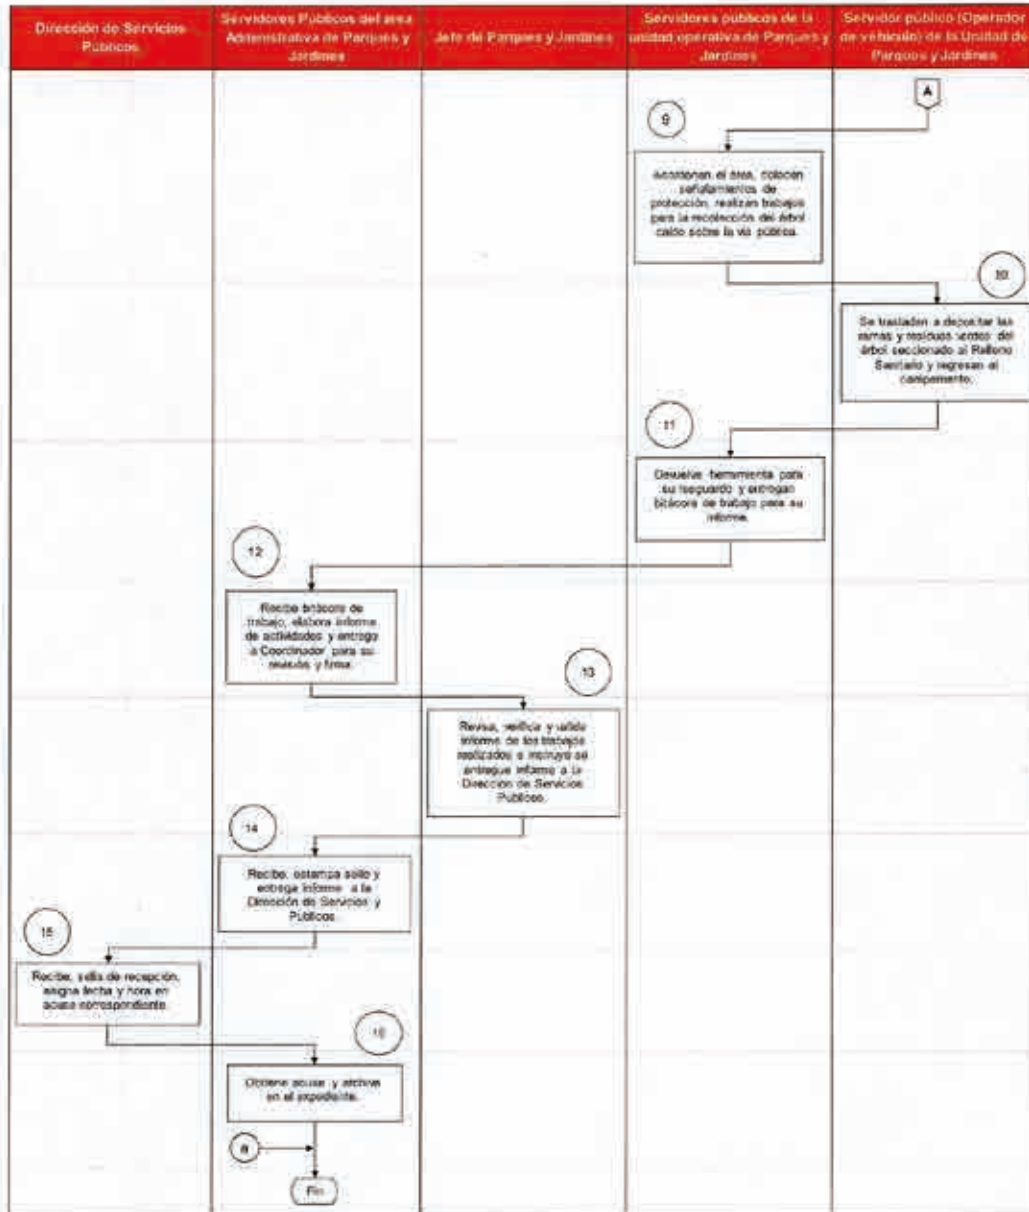 Dirección de Servicios
Públicos
Servidores Públicos del área
Administrativa de Parques y
Jardines
Jefe de Parques y Jardines
Servidores públicos de la
unidad operativa de Parques y
Jardines
Servidor público (Operador
de vehículo) de la Unidad de
Parques y Jardines
A
9
acordonan el área, colocan
señalamientos de
protección, realizan trabajos
para la recolección del árbol
caído sobre la vía pública.
10
Se trasladan a depositar las
ramas y residuos verdes del
árbol seccionado al Relleno
Sanitario y regresan al
campamento.
11
Devuelve herramienta para
su resguardo y entregan
bitácora de trabajo para su
informe.
12
Recibe bitácora de
trabajo, elabora informe
de actividades y entrega
a Coordinador para su
revisión y firma.
13
Revisa, verifica y valida
informe de los trabajos
realizados e instruye se
entregue informe a la
Dirección de Servicios
Públicos.
14
Recibe, estampa sello y
entrega informe a la
Dirección de Servicios y
Públicos.
15
Recibe, sella de recepción,
asigna fecha y hora en
acuse correspondiente.
16
Obtiene acuse y archiva
en el expediente.
Fin